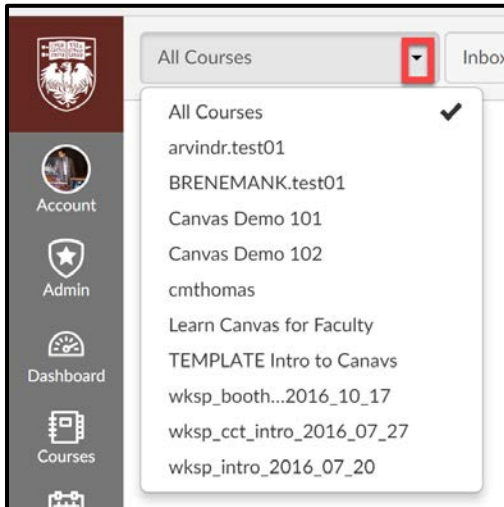 All Courses
Inbox
All Courses
arvindr.test01
BRENEMANK.test01
Canvas Demo 101
Canvas Demo 102
cmthomas
Learn Canvas for Faculty
TEMPLATE Intro to Canavs
wksp_booth...2016_10_17
wksp_cct_intro_2016_07_27
wksp_intro_2016_07_20
Account
Admin
Dashboard
Courses